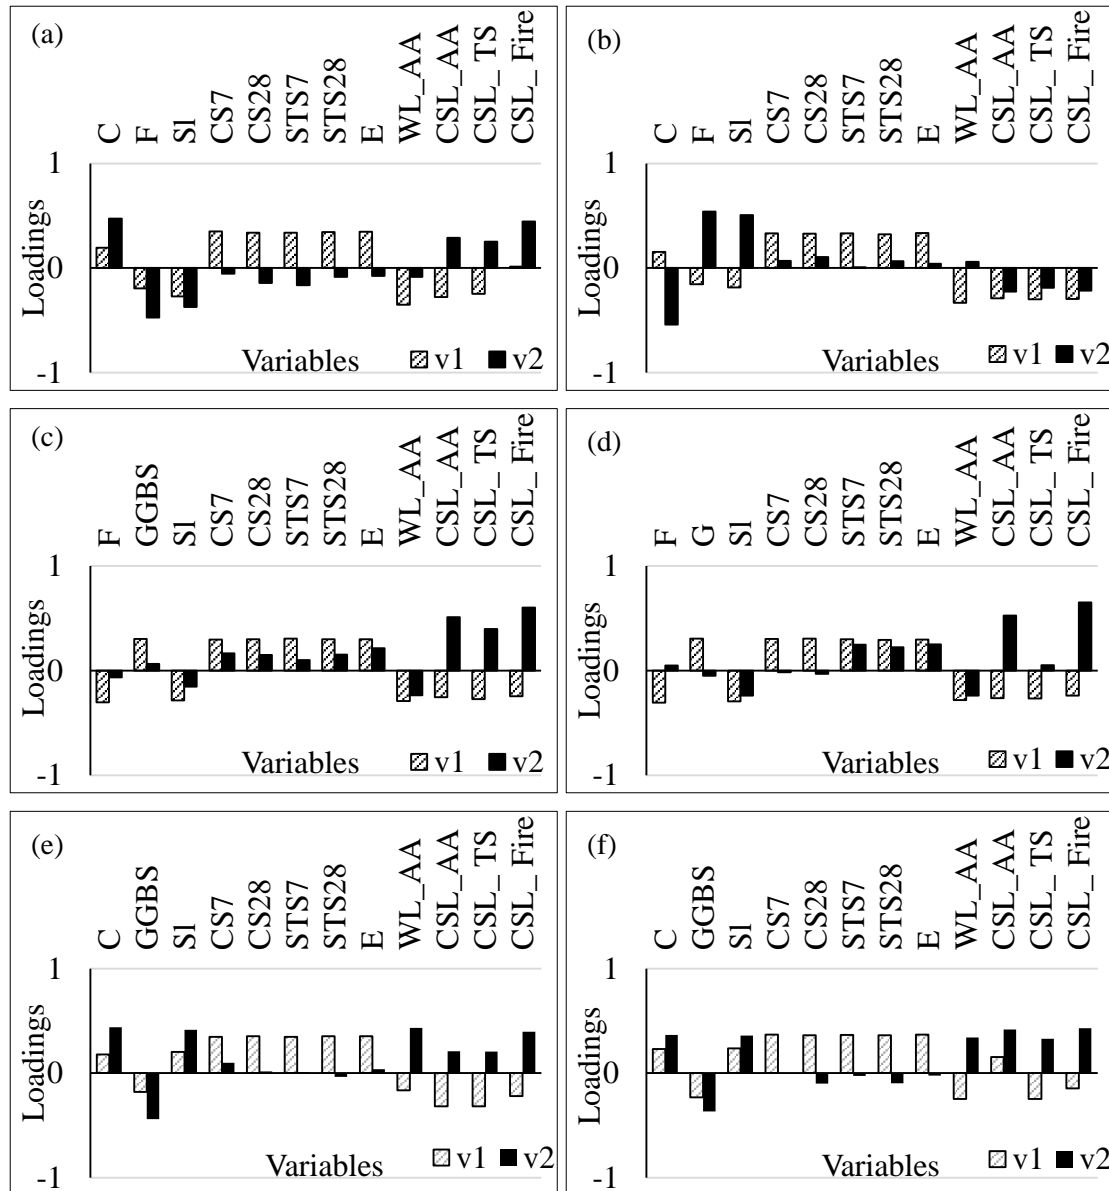 (a)
C F Sl CS7 CS28 STS7 STS28 E WL_AA CSL_AA CSL_TS CSL_Fire
1
0
-1
Loadings
Variables v1 v2
(b)
C F Sl CS7 CS28 STS7 STS28 E WL_AA CSL_AA CSL_TS CSL_Fire
1
0
-1
Loadings
Variables v1 v2
(c)
F GGBS Sl CS7 CS28 STS7 STS28 E WL_AA CSL_AA CSL_TS CSL_Fire
1
0
-1
Loadings
Variables v1 v2
(d)
F G Sl CS7 CS28 STS7 STS28 E WL_AA CSL_AA CSL_TS CSL_Fire
1
0
-1
Loadings
Variables v1 v2
(e)
C GGBS Sl CS7 CS28 STS7 STS28 E WL_AA CSL_AA CSL_TS CSL_Fire
1
0
-1
Loadings
Variables v1 v2
(f)
C GGBS Sl CS7 CS28 STS7 STS28 E WL_AA CSL_AA CSL_TS CSL_Fire
1
0
-1
Loadings
Variables v1 v2